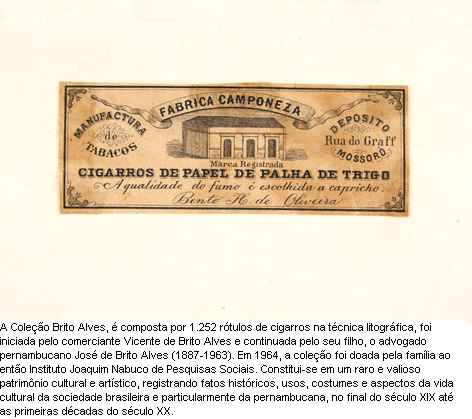 FABRICA CAMPONEZA
MANUFACTURA
de
TABACOS
DEPOSITO
Rua do Graff
MOSSORÓ
Marca Registrada
CIGARROS DE PAPEL DE PALHA DE TRIGO
A qualidade do fumo é escolhida a capricho.
Bento H. de Oliveira
A Coleção Brito Alves, é composta por 1.252 rótulos de cigarros na técnica litográfica, foi
iniciada pelo comerciante Vicente de Brito Alves e continuada pelo seu filho, o advogado
pernambucano José de Brito Alves (1887-1963). Em 1964, a coleção foi doada pela família ao
então Instituto Joaquim Nabuco de Pesquisas Sociais. Constitui-se em um raro e valioso
patrimônio cultural e artístico, registrando fatos históricos, usos, costumes e aspectos da vida
cultural da sociedade brasileira e particularmente da pernambucana, no final do século XIX até
as primeiras décadas do século XX.